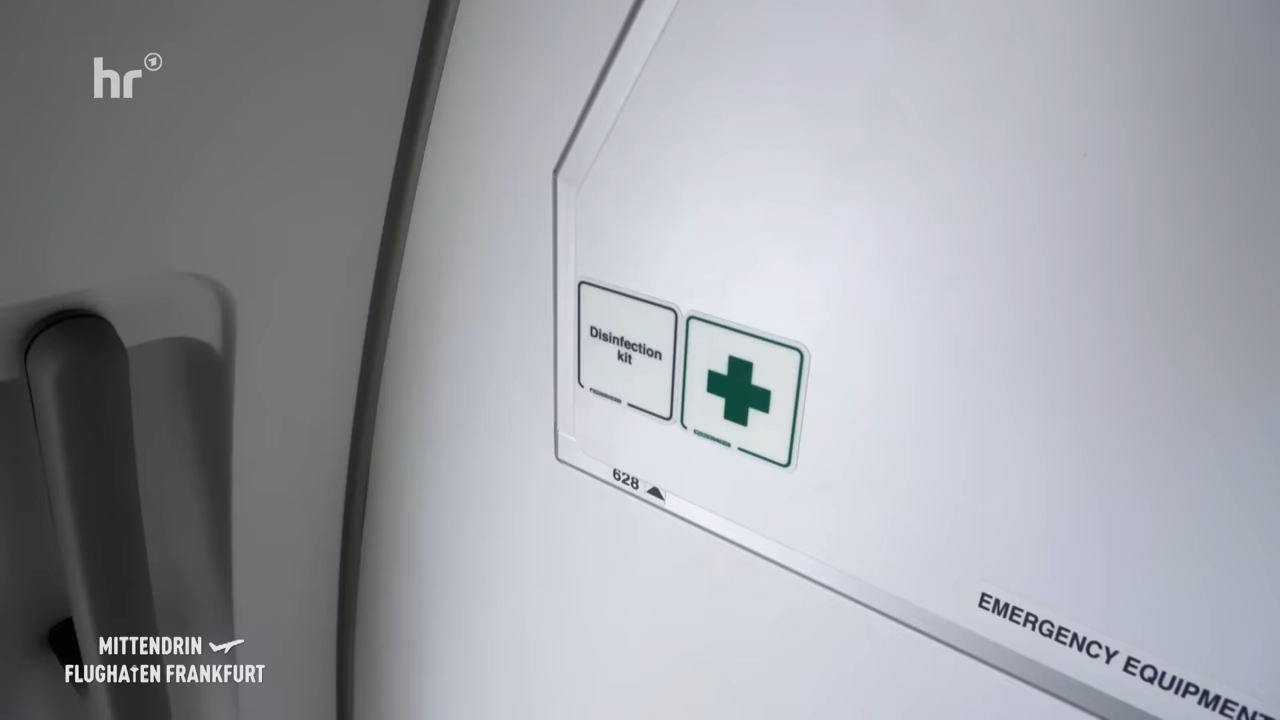 hr
Disinfection
kit
628
EMERGENCY EQUIPMENT
MITTENDRIN
FLUGHAFEN FRANKFURT